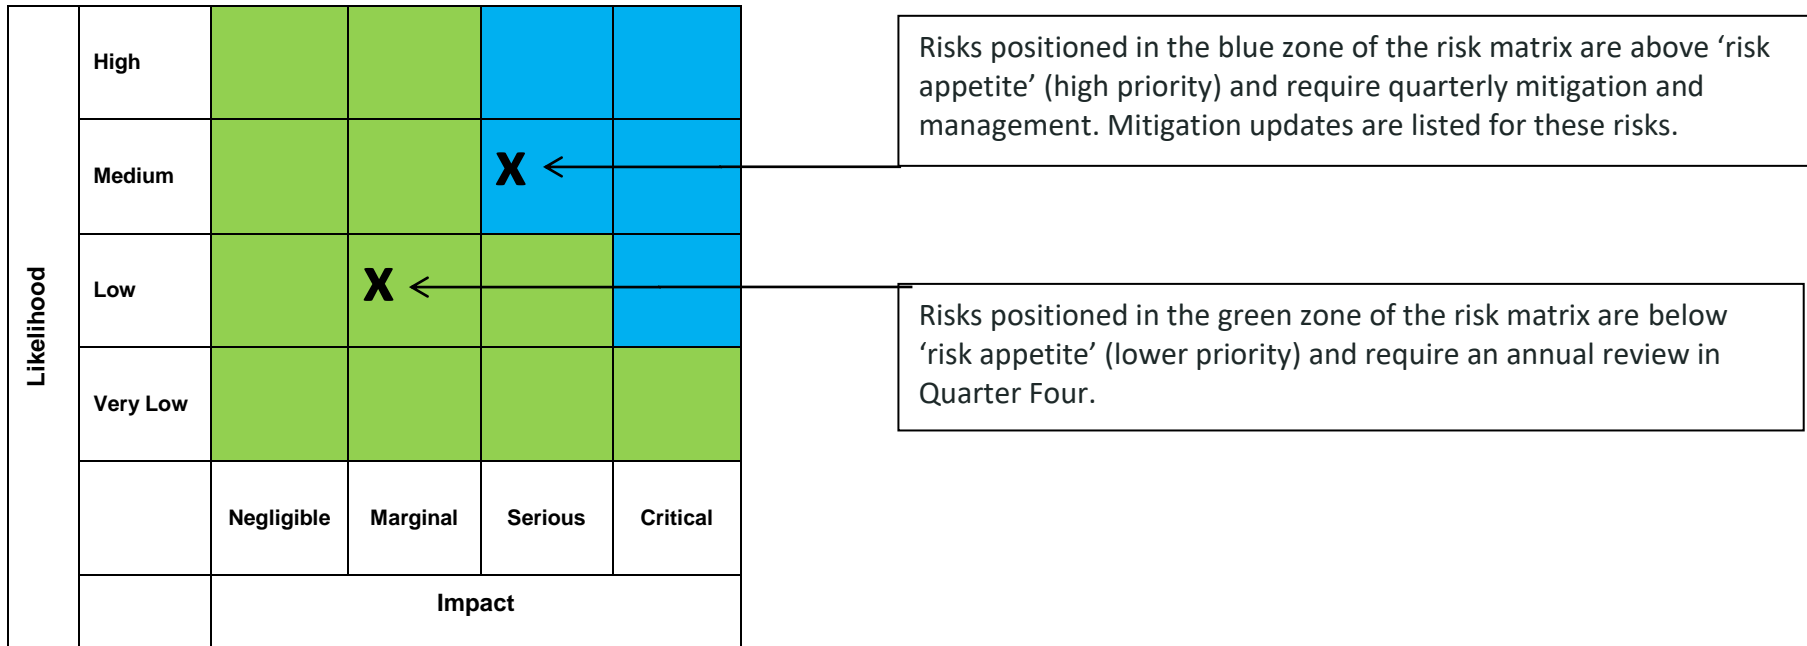 High
Risks positioned in the blue zone of the risk matrix are above ‘risk
appetite’ (high priority) and require quarterly mitigation and
management. Mitigation updates are listed for these risks.
Medium
X
Likelihood
Low
X
Risks positioned in the green zone of the risk matrix are below
‘risk appetite’ (lower priority) and require an annual review in
Quarter Four.
Very Low
Negligible Marginal Serious Critical
Impact